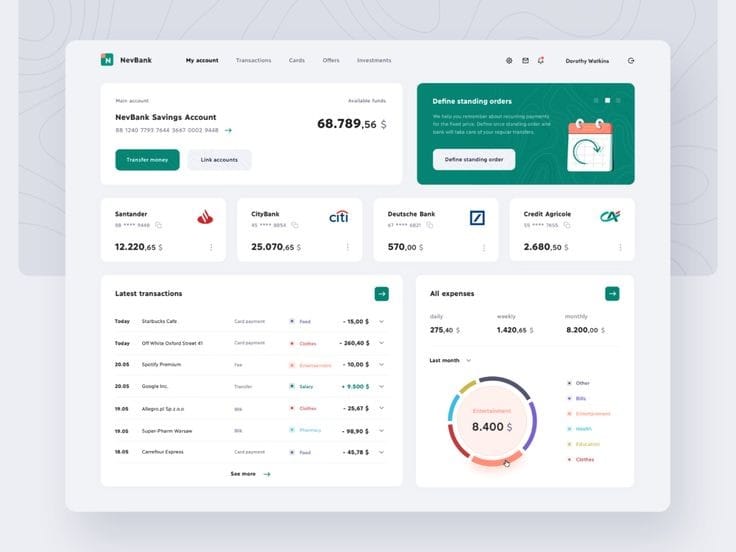 N NevBank
My account
Transactions
Cards
Offers
Investments
Dorothy Watkins
Main account
Available funds
NevBank Savings Account
68.789,56 $
88 1240 7793 7644 3667 0002 9448
Transfer money
Link accounts
Define standing orders
We help you remember about recurring payments
for the fixed price. Define once standing order and
bank will take care of your regular transfers.
Define standing order
Santander
88 **** 9448
12.220,65 $
CityBank
citi
45 **** 8854
25.070,65 $
Deutsche Bank
67 **** 6821
570,00 $
Credit Agricole
CA
59 **** 7655
2.680,50 $
Latest transactions
Today Starbucks Cafe Card payment Food - 15,00 $
Today Off White Oxford Street 41 Card payment Clothes - 260,40 $
20.05 Spotify Premium Fee Entertainment - 10,00 $
20.05 Google Inc. Transfer Salary + 9.500 $
19.05 Allegro.pl Sp.z.o.o Blik Clothes - 25,67 $
19.05 Super-Pharm Warsaw Blik Pharmacy - 98,90 $
18.05 Carrefour Express Card payment Food - 45,78 $
See more
All expenses
daily weekly monthly
275,40 $ 1.420,65 $ 8.200,00 $
Last month
Entertainment
8.400 $
Other
Bills
Entertainment
Health
Education
Clothes